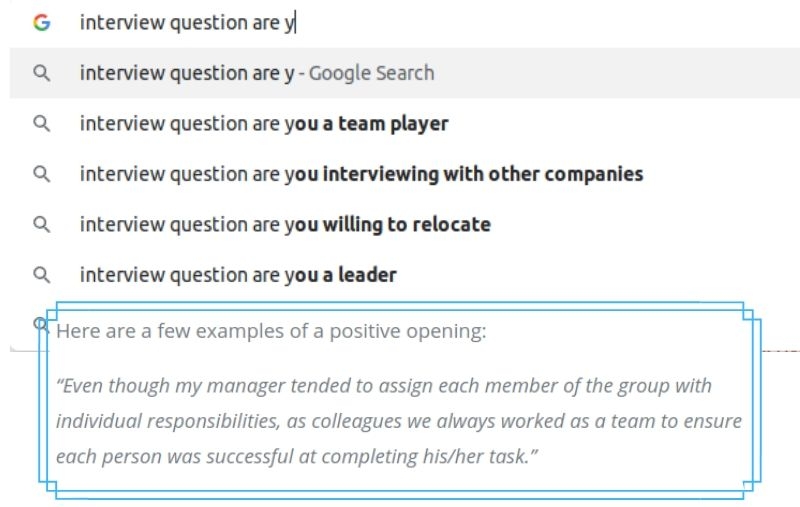 interview question are y
interview question are y - Google Search
interview question are you a team player
interview question are you interviewing with other companies
interview question are you willing to relocate
interview question are you a leader
Here are a few examples of a positive opening:
“Even though my manager tended to assign each member of the group with
individual responsibilities, as colleagues we always worked as a team to ensure
each person was successful at completing his/her task.”